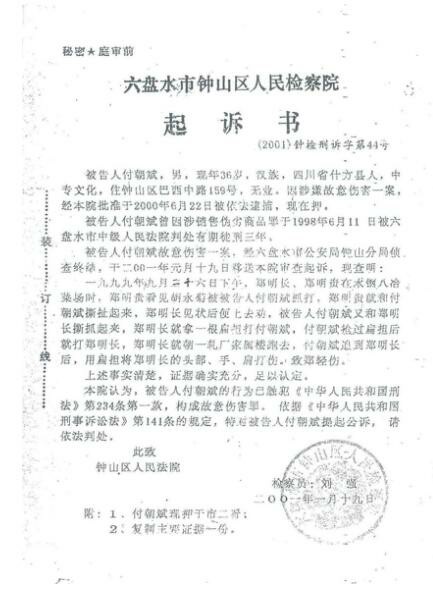 秘密★庭审前
六盘水市钟山区人民检察院
起 诉 书
(2001)钟检刑诉字第44号
被告人付朝斌,男,现年36岁,汉族,四川省什方县人,中
专文化,住钟山区巴西中路159号,无业。因涉嫌故意伤害一案,
经本院批准于2000年6月22日被依法逮捕,现在押。
被告人付朝斌曾因涉销售伪劣商品罪于1998年6月11日被六
盘水市中级人民法院判处有期徒刑三年。
被告人付朝斌故意伤害一案,经六盘水市公安局钟山分局侦
查终结,于二00一年元月十九日移送本院审查起诉,现查明:
一九九九年九月二十六日下午,郑明长、郑明贵在水钢八冶
菜场时,郑明贵看见胡水菊被被告人付朝斌抓打,郑明贵就和付
朝斌撕扯起来,郑明长见状后便上去劝,被告人付朝斌又和郑明
长撕抓起来,郑明长就拿一根扁担打付朝斌,付朝斌抢过扁担后
就打郑明长,郑明长就朝一轧厂家属楼跑去,付朝斌追到郑明长
后,用扁担将郑明长的头部、手、肩打伤,致郑轻伤。
上述事实清楚,证据确实充分,足以认定。
本院认为,被告人付朝斌的行为已触犯《中华人民共和国刑
法》第234条第一款,构成故意伤害罪。依据《中华人民共和国
刑事诉讼法》第141条的规定,特对被告人付朝斌提起公诉,请
依法判处。
此致
钟山区人民法院
检察员:刘 强
二00一年一月十九日
附:1、付朝斌现押于市二看;
2、复制主要证据一份。
装
订
线